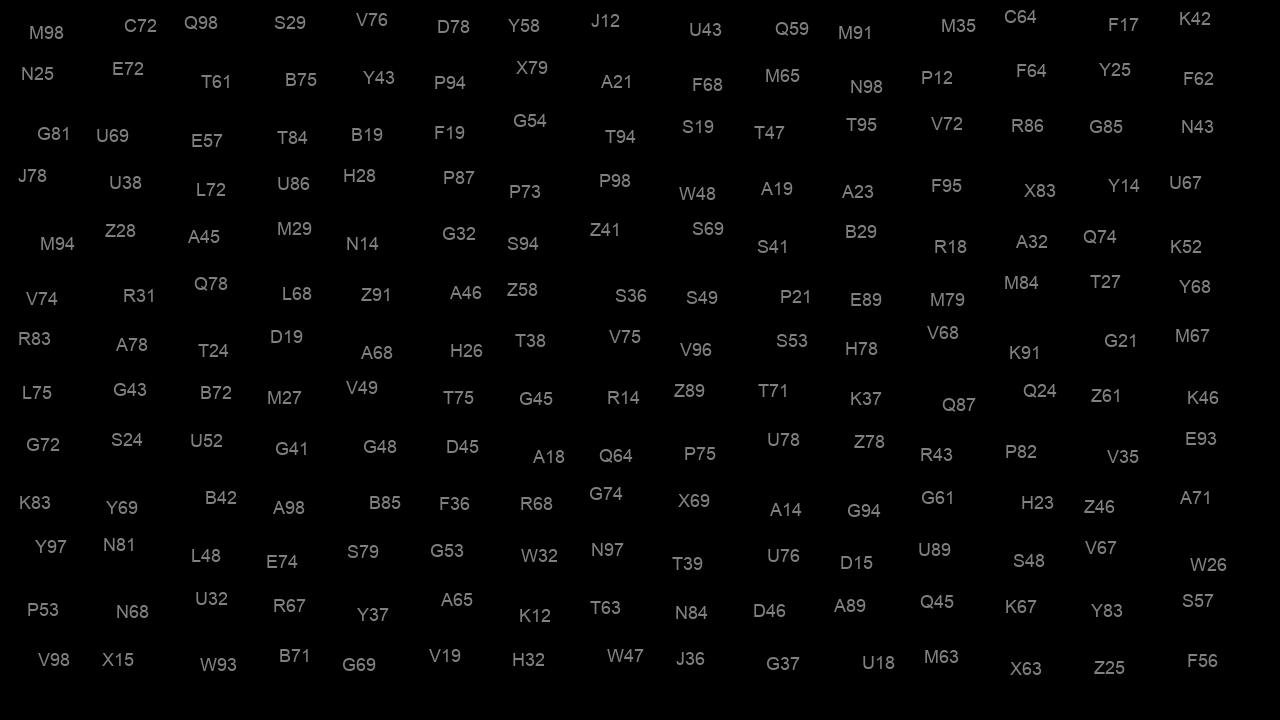 M98 C72 Q98 S29 V76 D78 Y58 J12 U43 Q59 M91 M35 C64 F17 K42
N25 E72 T61 B75 Y43 P94 X79 A21 F68 M65 N98 P12 F64 Y25 F62
G81 U69 E57 T84 B19 F19 G54 T94 S19 T47 T95 V72 R86 G85 N43
J78 U38 L72 U86 H28 P87 P73 P98 W48 A19 A23 F95 X83 Y14 U67
M94 Z28 A45 M29 N14 G32 S94 Z41 S69 S41 B29 R18 A32 Q74 K52
V74 R31 Q78 L68 Z91 A46 Z58 S36 S49 P21 E89 M79 M84 T27 Y68
R83 A78 T24 D19 A68 H26 T38 V75 V96 S53 H78 V68 K91 G21 M67
L75 G43 B72 M27 V49 T75 G45 R14 Z89 T71 K37 Q87 Q24 Z61 K46
G72 S24 U52 G41 G48 D45 A18 Q64 P75 U78 Z78 R43 P82 V35 E93
K83 Y69 B42 A98 B85 F36 R68 G74 X69 A14 G94 G61 H23 Z46 A71
Y97 N81 L48 E74 S79 G53 W32 N97 T39 U76 D15 U89 S48 V67 W26
P53 N68 U32 R67 Y37 A65 K12 T63 N84 D46 A89 Q45 K67 Y83 S57
V98 X15 W93 B71 G69 V19 H32 W47 J36 G37 U18 M63 X63 Z25 F56